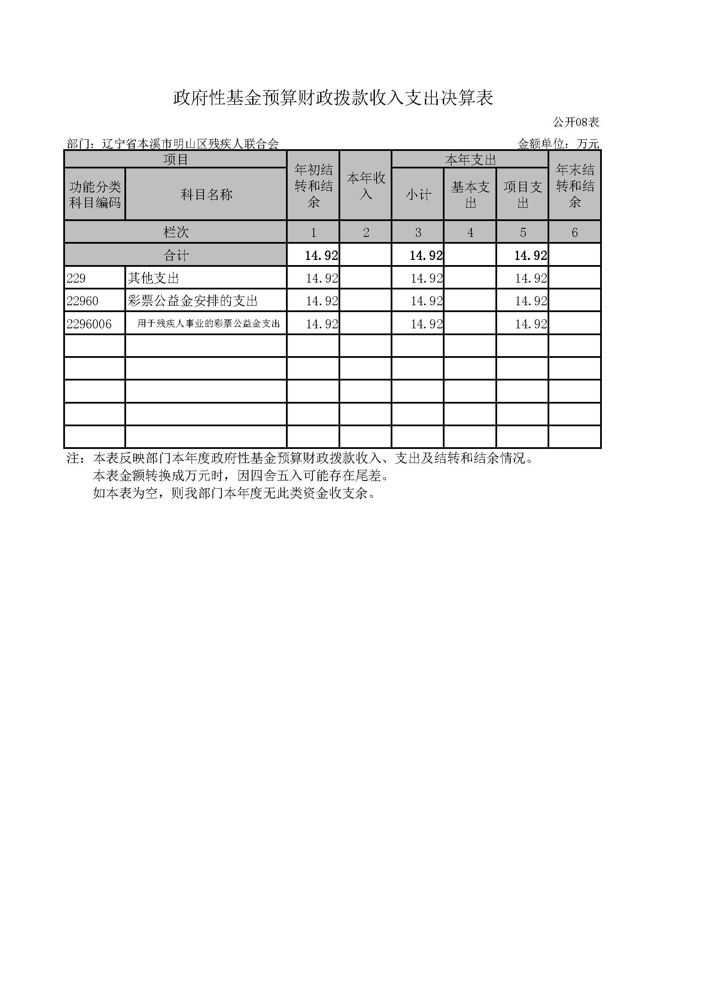 政府性基金预算财政拨款收入支出决算表
公开08表
部门：辽宁省本溪市明山区残疾人联合会 金额单位：万元
项目 年初结转和结余 本年收入 本年支出 年末结转和结余
功能分类科目编码 科目名称 小计 基本支出 项目支出
栏次 1 2 3 4 5 6
合计 14.92 14.92 14.92
229 其他支出 14.92 14.92 14.92
22960 彩票公益金安排的支出 14.92 14.92 14.92
2296006 用于残疾人事业的彩票公益金支出 14.92 14.92 14.92
注：本表反映部门本年度政府性基金预算财政拨款收入、支出及结转和结余情况。
本表金额转换成万元时，因四舍五入可能存在尾差。
如本表为空，则我部门本年度无此类资金收支余。